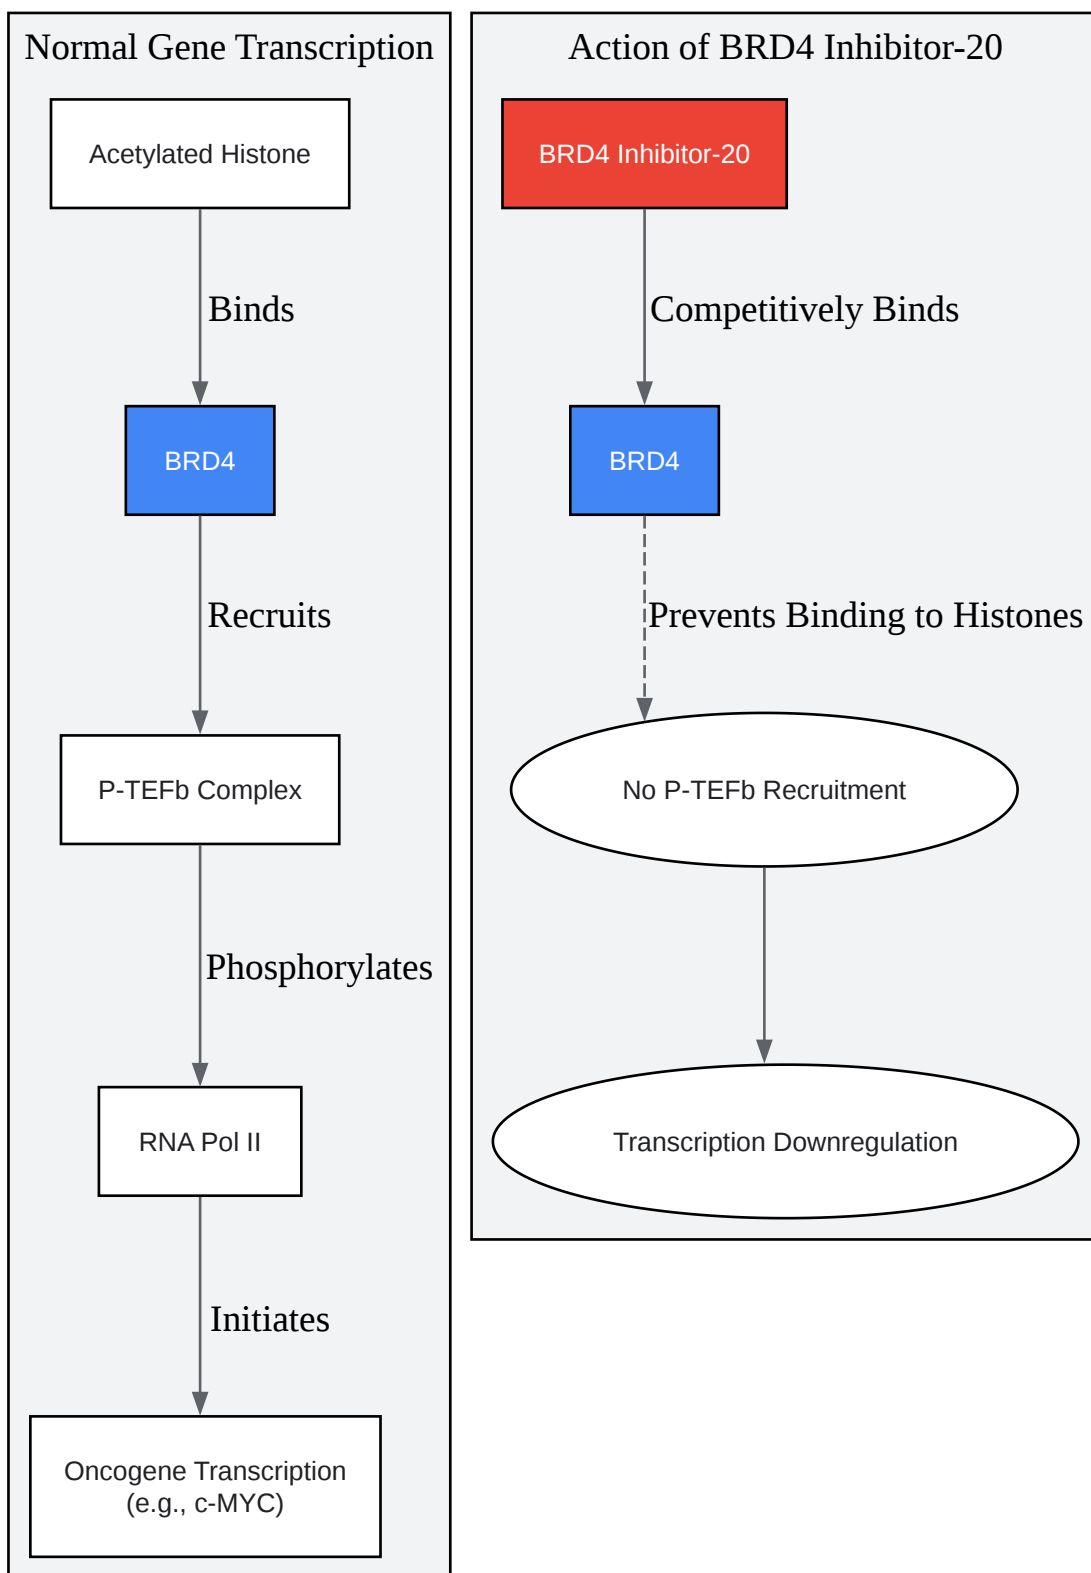 Normal Gene Transcription
Acetylated Histone
Binds
BRD4
Recruits
P-TEFb Complex
Phosphorylates
RNA Pol II
Initiates
Oncogene Transcription
(e.g., c-MYC)
Action of BRD4 Inhibitor-20
BRD4 Inhibitor-20
Competitively Binds
BRD4
Prevents Binding to Histones
No P-TEFb Recruitment
Transcription Downregulation